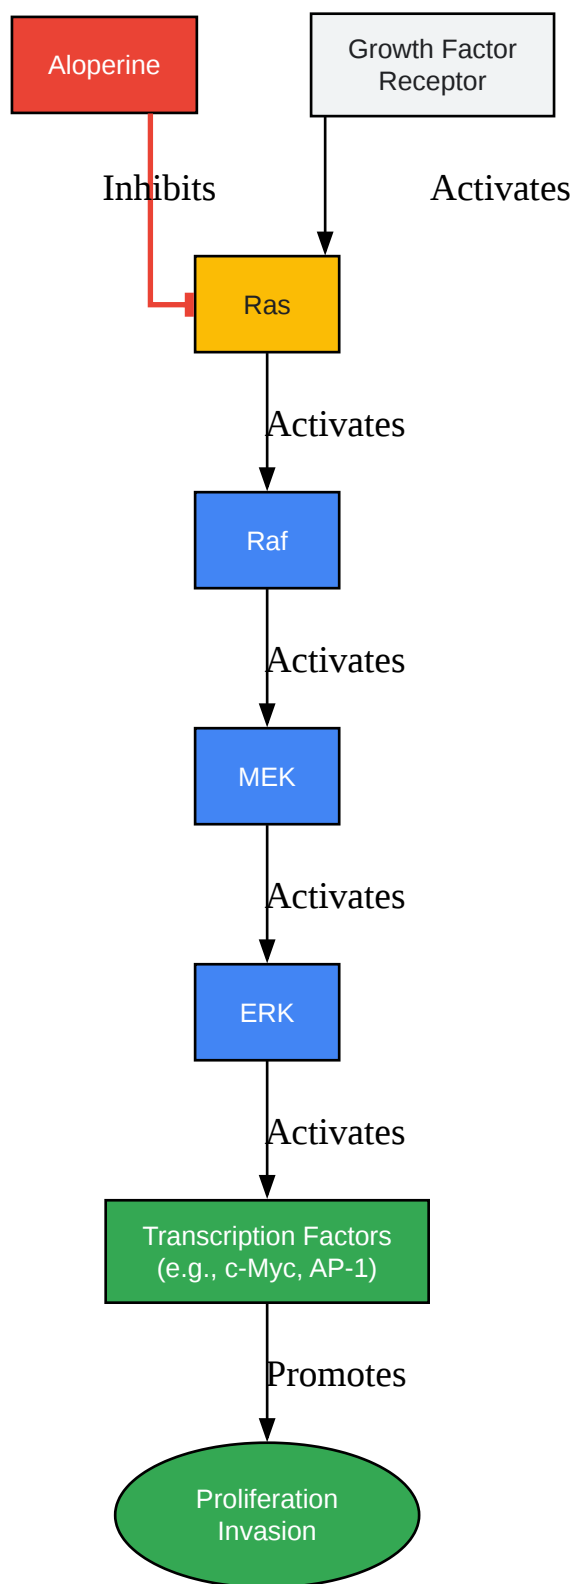 Aloperine
Growth Factor
Receptor
Inhibits
Activates
Ras
Activates
Raf
Activates
MEK
Activates
ERK
Activates
Transcription Factors
(e.g., c-Myc, AP-1)
Promotes
Proliferation
Invasion